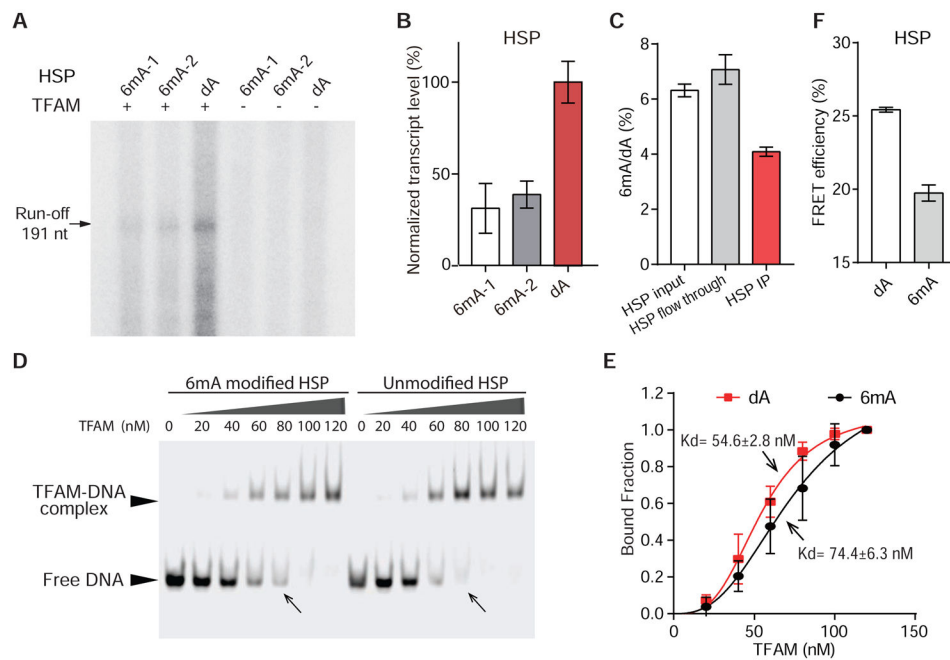 A
HSP
6mA-1 6mA-2 dA 6mA-1 6mA-2 dA
TFAM + + + - - -
Run-off
191 nt
B
HSP
Normalized transcript level (%)
100
50
0
6mA-1 6mA-2 dA
C
6mA/dA (%)
8
6
4
2
0
HSP input HSP flow through HSP IP
F
HSP
FRET efficiency (%)
30
25
20
15
dA 6mA
D
6mA modified HSP Unmodified HSP
TFAM (nM) 0 20 40 60 80 100 120 0 20 40 60 80 100 120
TFAM-DNA
complex
Free DNA
E
dA 6mA
Bound Fraction
1.2
1.0
0.8
0.6
0.4
0.2
0.0
Kd= 54.6±2.8 nM
Kd= 74.4±6.3 nM
0 50 100 150
TFAM (nM)